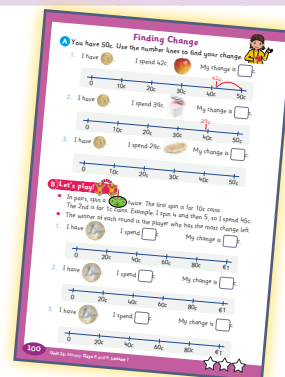 Finding Change
A You have 50c. Use the number lines to find your change.
1. I have I spend 42c. My change is c.
42c
0 10c 20c 30c 40c 50c
2. I have I spend 39c. My change is c.
0 10c 20c 30c 40c 50c
3. I have I spend 29c. My change is c.
0 10c 20c 30c 40c 50c
B Let's play!
• In pairs, spin a twice. The first spin is for 10c coins.
The 2nd is for 1c coins. Example: I spin 4 and then 5, so I spend 45c.
• The winner of each round is the player who has the most change left.
1. I have I spend c. My change is c.
0 20c 40c 60c 80c €1
2. I have I spend c. My change is c.
0 20c 40c 60c 80c €1
3. I have I spend c. My change is c.
0 20c 40c 60c 80c €1
100